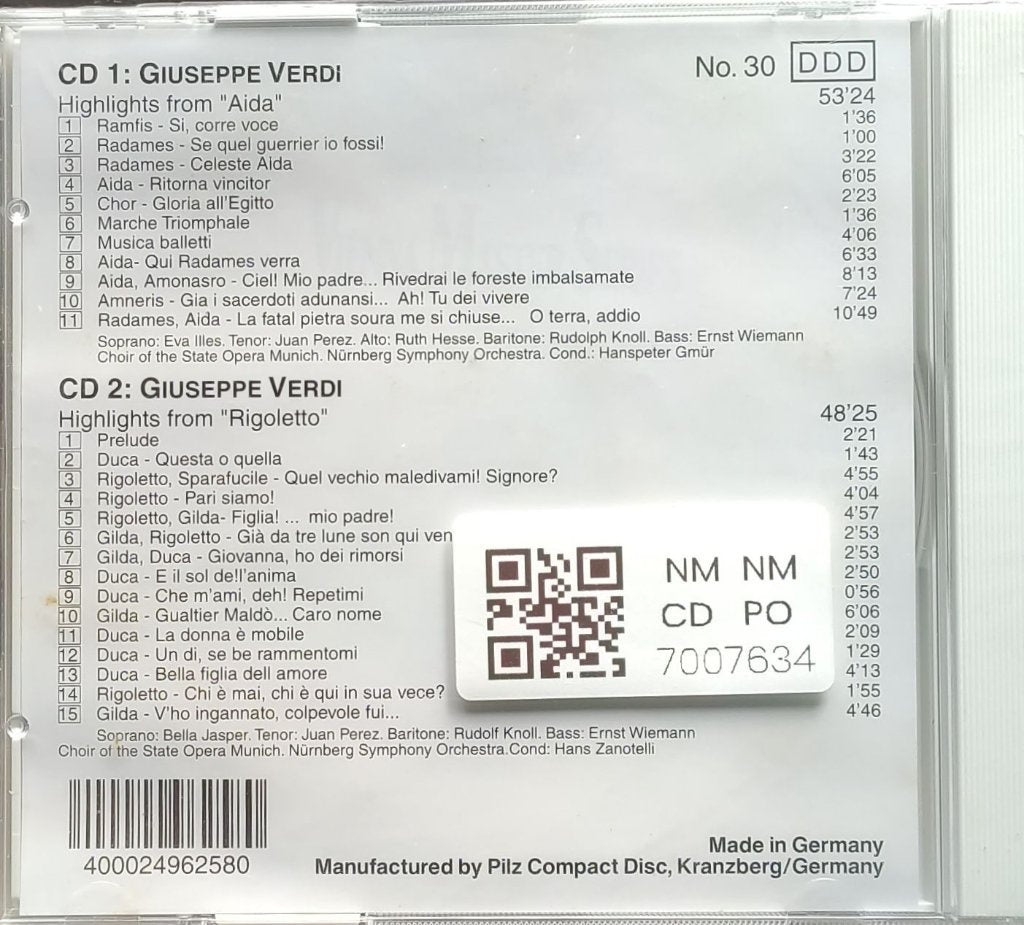 CD 1: GIUSEPPE VERDI No. 30 DDD
Highlights from "Aida" 53'24
1 Ramfis - Si, corre voce 1'36
2 Radames - Se quel guerrier io fossi! 1'00
3 Radames - Celeste Aida 3'22
4 Aida - Ritorna vincitor 6'05
5 Chor - Gloria all'Egitto 2'23
6 Marche Triomphale 1'36
7 Musica balletti 4'06
8 Aida- Qui Radames verra 6'33
9 Aida, Amonasro - Ciel! Mio padre... Rivedrai le foreste imbalsamate 8'13
10 Amneris - Gia i sacerdoti adunansi... Ah! Tu dei vivere 7'24
11 Radames, Aida - La fatal pietra soura me si chiuse... O terra, addio 10'49
Soprano: Eva Illes. Tenor: Juan Perez. Alto: Ruth Hesse. Baritone: Rudolph Knoll. Bass: Ernst Wiemann
Choir of the State Opera Munich. Nürnberg Symphony Orchestra. Cond.: Hanspeter Gmür
CD 2: GIUSEPPE VERDI
Highlights from "Rigoletto" 48'25
1 Prelude 2'21
2 Duca - Questa o quella 1'43
3 Rigoletto, Sparafucile - Quel vechio maledivami! Signore? 4'55
4 Rigoletto - Pari siamo! 4'04
5 Rigoletto, Gilda- Figlia! ... mio padre! 4'57
6 Gilda, Rigoletto - Già da tre lune son qui ven 2'53
7 Gilda, Duca - Giovanna, ho dei rimorsi 2'53
8 Duca - E il sol dell'anima 2'50
9 Duca - Che m'ami, deh! Repetimi 0'56
10 Gilda - Gualtier Maldò... Caro nome 6'06
11 Duca - La donna è mobile 2'09
12 Duca - Un di, se be rammentomi 1'29
13 Duca - Bella figlia dell amore 4'13
14 Rigoletto - Chi è mai, chi è qui in sua vece? 1'55
15 Gilda - V'ho ingannato, colpevole fui... 4'46
Soprano: Bella Jasper. Tenor: Juan Perez. Baritone: Rudolf Knoll. Bass: Ernst Wiemann
Choir of the State Opera Munich. Nürnberg Symphony Orchestra.Cond: Hans Zanotelli
NM NM
CD PO
7007634
400024962580
Made in Germany
Manufactured by Pilz Compact Disc, Kranzberg/Germany